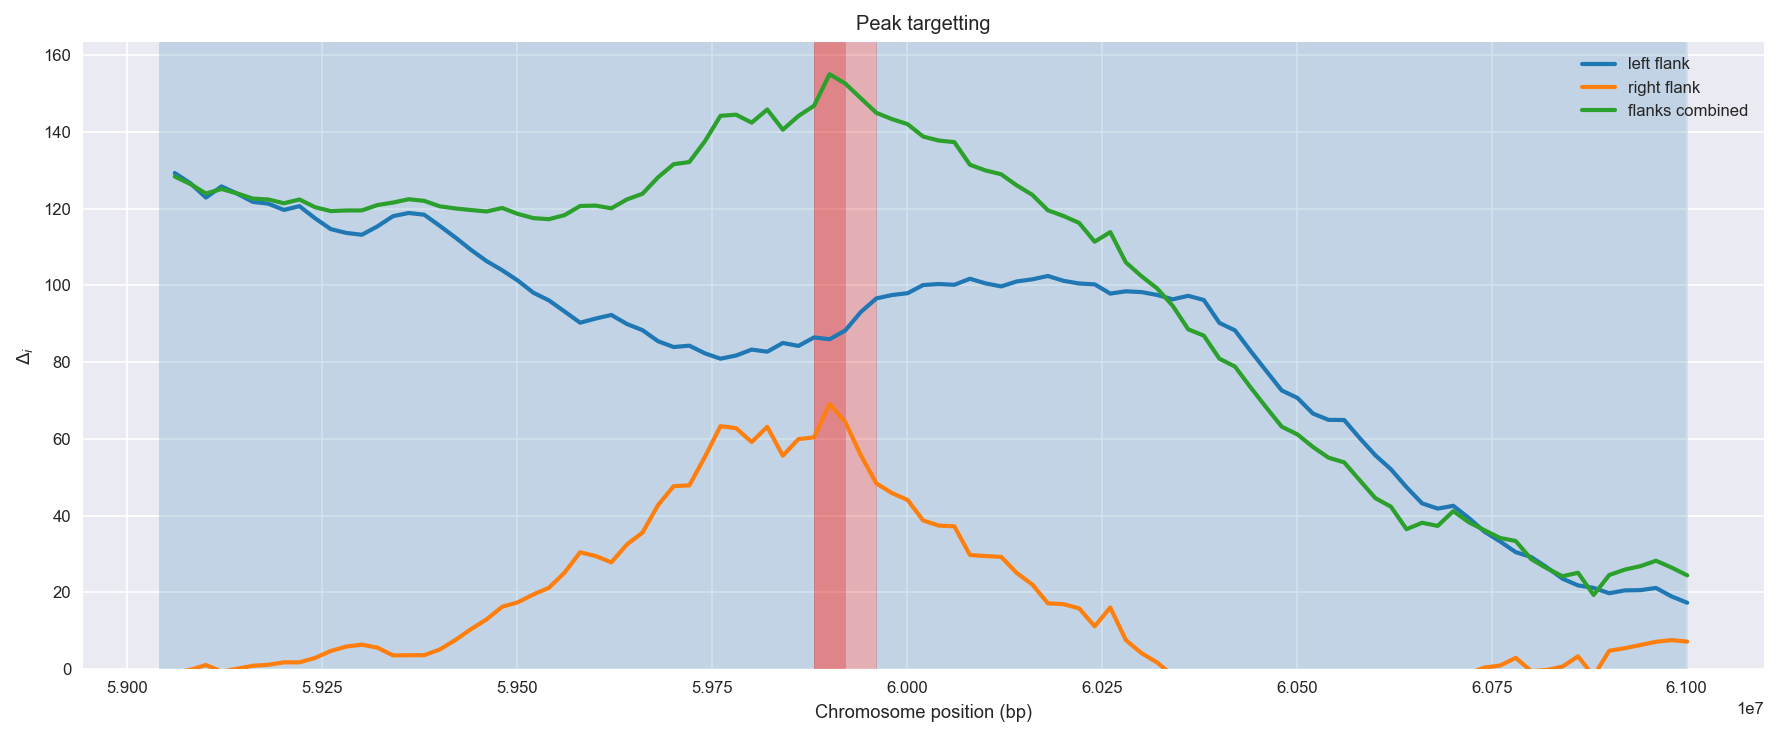 Peak targetting
160
140
120
100
80
60
40
20
0
Δi
left flank
right flank
flanks combined
5.900 5.925 5.950 5.975 6.000 6.025 6.050 6.075 6.100
1e7
Chromosome position (bp)